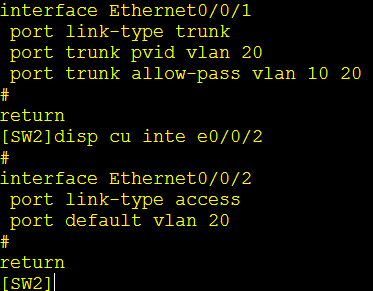 interface Ethernet0/0/1
port link-type trunk
port trunk pvid vlan 20
port trunk allow-pass vlan 10 20
#
return
[SW2]disp cu inte e0/0/2
#
interface Ethernet0/0/2
port link-type access
port default vlan 20
#
return
[SW2]